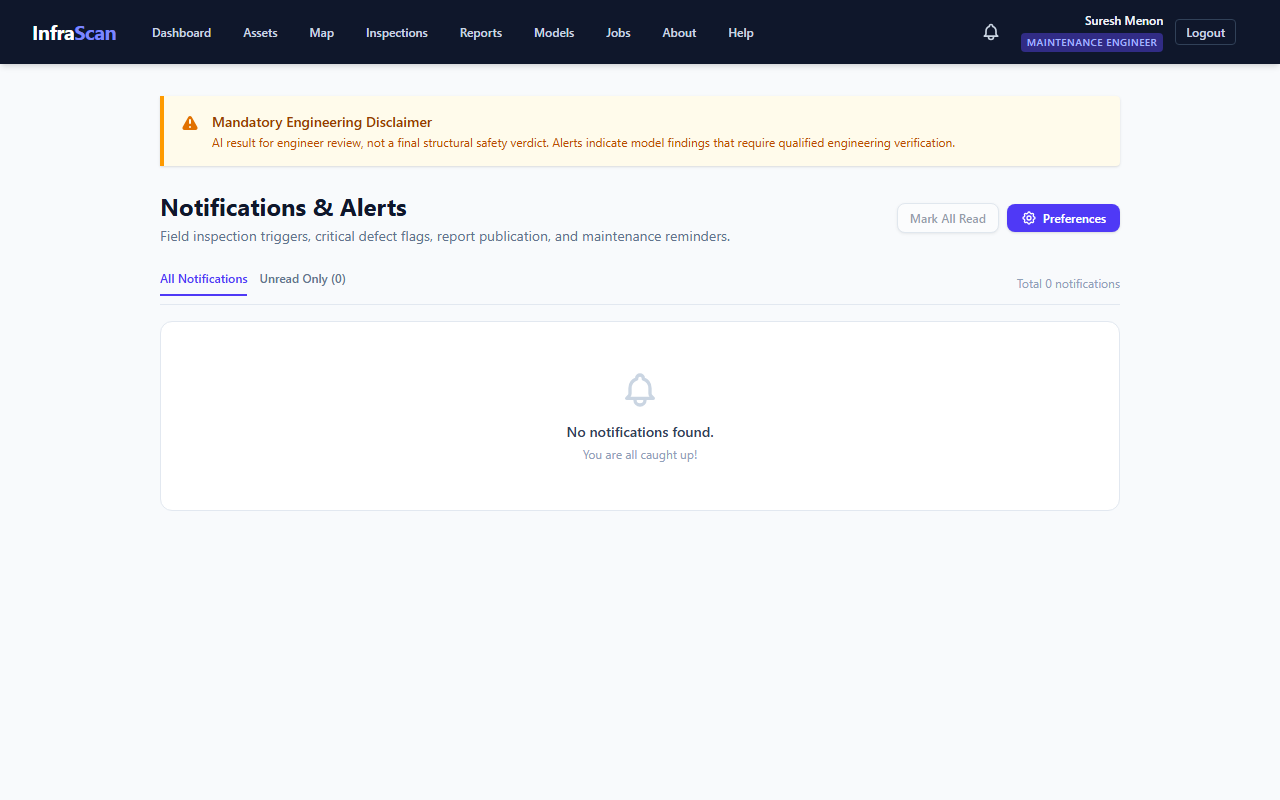 InfraScan Dashboard Assets Map Inspections Reports Models Jobs About Help Suresh Menon Logout
MAINTENANCE ENGINEER
Mandatory Engineering Disclaimer
AI result for engineer review, not a final structural safety verdict. Alerts indicate model findings that require qualified engineering verification.
Notifications & Alerts
Mark All Read Preferences
Field inspection triggers, critical defect flags, report publication, and maintenance reminders.
All Notifications Unread Only (0) Total 0 notifications
No notifications found.
You are all caught up!